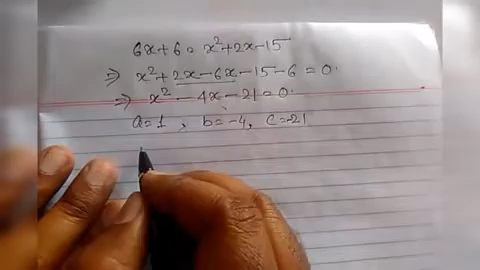 6x+6 = x²+2x-15
⇒ x²+2x-6x-15-6=0.
⇒ x²-4x-21=0.
a=1, b=-4, c=-21